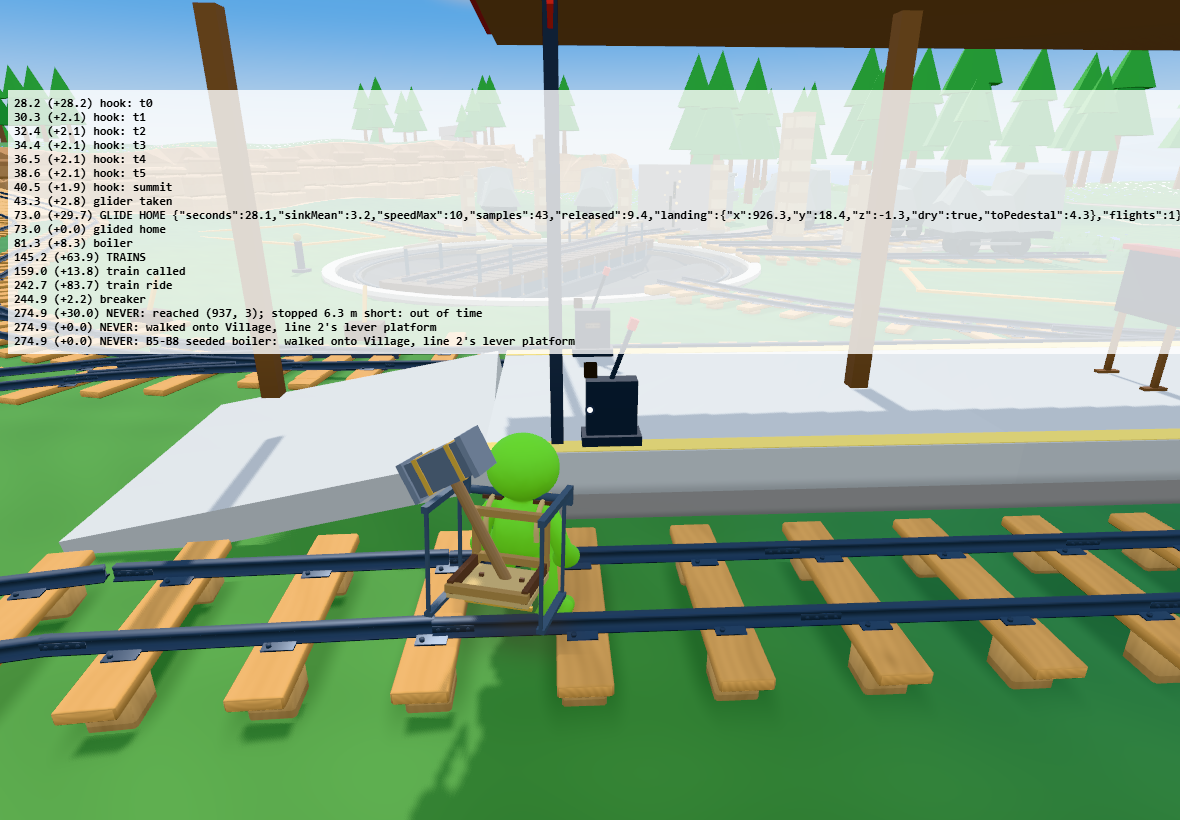 28.2 (+28.2) hook: t0
30.3 (+2.1) hook: t1
32.4 (+2.1) hook: t2
34.4 (+2.1) hook: t3
36.5 (+2.1) hook: t4
38.6 (+2.1) hook: t5
40.5 (+1.9) hook: summit
43.3 (+2.8) glider taken
73.0 (+29.7) GLIDE HOME {"seconds":28.1,"sinkMean":3.2,"speedMax":10,"samples":43,"released":9.4,"landing":{"x":926.3,"y":18.4,"z":-1.3,"dry":true,"toPedestal":4.3},"flights":1}
73.0 (+0.0) glided home
81.3 (+8.3) boiler
145.2 (+63.9) TRAINS
159.0 (+13.8) train called
242.7 (+83.7) train ride
244.9 (+2.2) breaker
274.9 (+30.0) NEVER: reached (937, 3); stopped 6.3 m short: out of time
274.9 (+0.0) NEVER: walked onto Village, line 2's lever platform
274.9 (+0.0) NEVER: B5-B8 seeded boiler: walked onto Village, line 2's lever platform